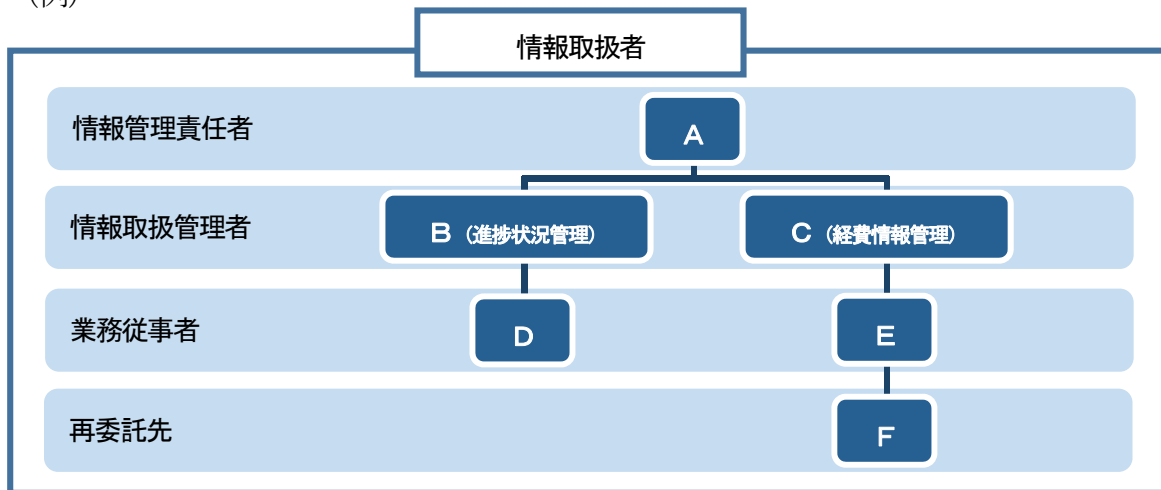 (例)
情報取扱者
情報管理責任者
A
情報取扱管理者
B (進捗状況管理)
C (経費情報管理)
業務従事者
D
E
再委託先
F